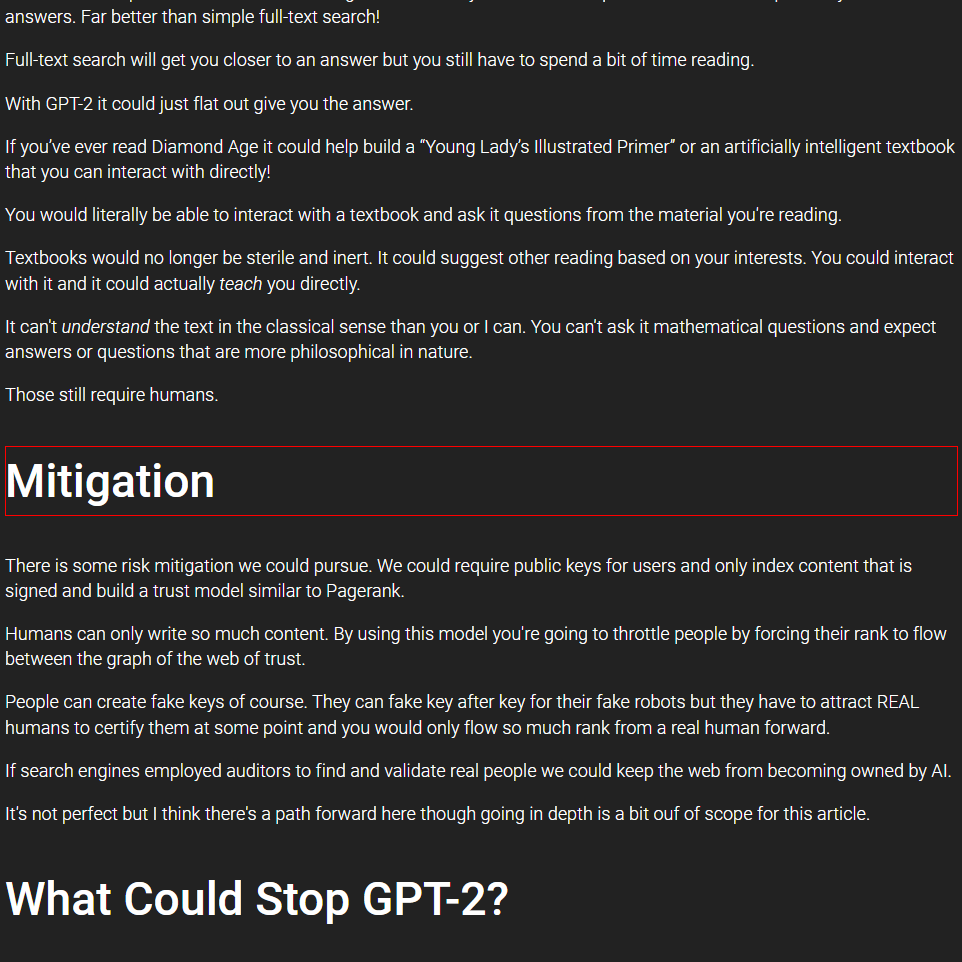 answers. Far better than simple full-text search!
Full-text search will get you closer to an answer but you still have to spend a bit of time reading.
With GPT-2 it could just flat out give you the answer.
If you've ever read Diamond Age it could help build a "Young Lady's Illustrated Primer" or an artificially intelligent textbook
that you can interact with directly!
You would literally be able to interact with a textbook and ask it questions from the material you're reading.
Textbooks would no longer be sterile and inert. It could suggest other reading based on your interests. You could interact
with it and it could actually teach you directly.
It can't understand the text in the classical sense than you or I can. You can't ask it mathematical questions and expect
answers or questions that are more philosophical in nature.
Those still require humans.
Mitigation
There is some risk mitigation we could pursue. We could require public keys for users and only index content that is
signed and build a trust model similar to Pagerank.
Humans can only write so much content. By using this model you're going to throttle people by forcing their rank to flow
between the graph of the web of trust.
People can create fake keys of course. They can fake key after key for their fake robots but they have to attract REAL
humans to certify them at some point and you would only flow so much rank from a real human forward.
If search engines employed auditors to find and validate real people we could keep the web from becoming owned by AI.
It's not perfect but I think there's a path forward here though going in depth is a bit ouf of scope for this article.
What Could Stop GPT-2?